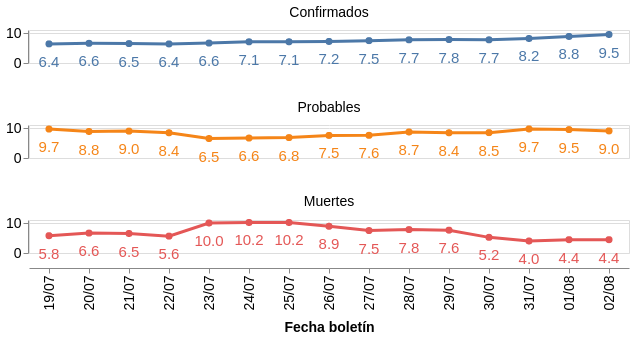 Confirmados
10
0
6.4 6.6 6.5 6.4 6.6 7.1 7.1 7.2 7.5 7.7 7.8 7.7 8.2 8.8 9.5
Probables
10
0
9.7 8.8 9.0 8.4 6.5 6.6 6.8 7.5 7.6 8.7 8.4 8.5 9.7 9.5 9.0
Muertes
10
0
5.8 6.6 6.5 5.6 10.0 10.2 10.2 8.9 7.5 7.8 7.6 5.2 4.0 4.4 4.4
19/07 20/07 21/07 22/07 23/07 24/07 25/07 26/07 27/07 28/07 29/07 30/07 31/07 01/08 02/08
Fecha boletín